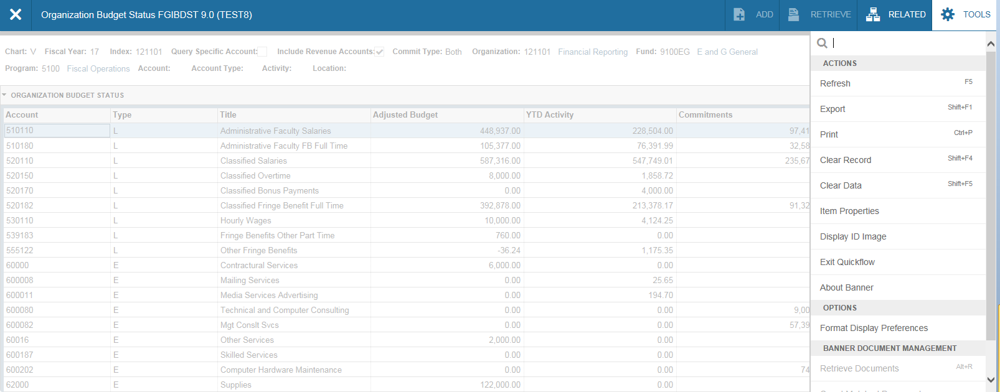 Organization Budget Status FGIBDST 9.0 (TEST8) ADD RETRIEVE RELATED TOOLS
Chart: V Fiscal Year: 17 Index: 121101 Query Specific Account: Include Revenue Accounts: Commit Type: Both Organization: 121101 Financial Reporting Fund: 9100EG E and G General
Program: 5100 Fiscal Operations Account: Account Type: Activity: Location:
ORGANIZATION BUDGET STATUS
Account Type Title Adjusted Budget YTD Activity Commitments
510110 L Administrative Faculty Salaries 448,937.00 228,504.00 97,41
510180 L Administrative Faculty FB Full Time 105,377.00 76,391.99 32,58
520110 L Classified Salaries 587,316.00 547,749.01 235,67
520150 L Classified Overtime 8,000.00 1,858.72
520170 L Classified Bonus Payments 0.00 4,000.00
520182 L Classified Fringe Benefit Full Time 392,878.00 213,378.17 91,32
530110 L Hourly Wages 10,000.00 4,124.25
539183 L Fringe Benefits Other Part Time 760.00 0.00
555122 L Other Fringe Benefits -36.24 1,175.35
60000 E Contractural Services 6,000.00 0.00
600008 E Mailing Services 0.00 25.65
600011 E Media Services Advertising 0.00 194.70
600080 E Technical and Computer Consulting 0.00 0.00 9,00
600082 E Mgt Conslt Svcs 0.00 0.00 57,39
60016 E Other Services 2,000.00 0.00
600187 E Skilled Services 0.00 0.00
600202 E Computer Hardware Maintenance 0.00 0.00 74
62000 E Supplies 122,000.00 0.00
ACTIONS
Refresh F5
Export Shift+F1
Print Ctrl+P
Clear Record Shift+F4
Clear Data Shift+F5
Item Properties
Display ID Image
Exit Quickflow
About Banner
OPTIONS
Format Display Preferences
BANNER DOCUMENT MANAGEMENT
Retrieve Documents Alt+R